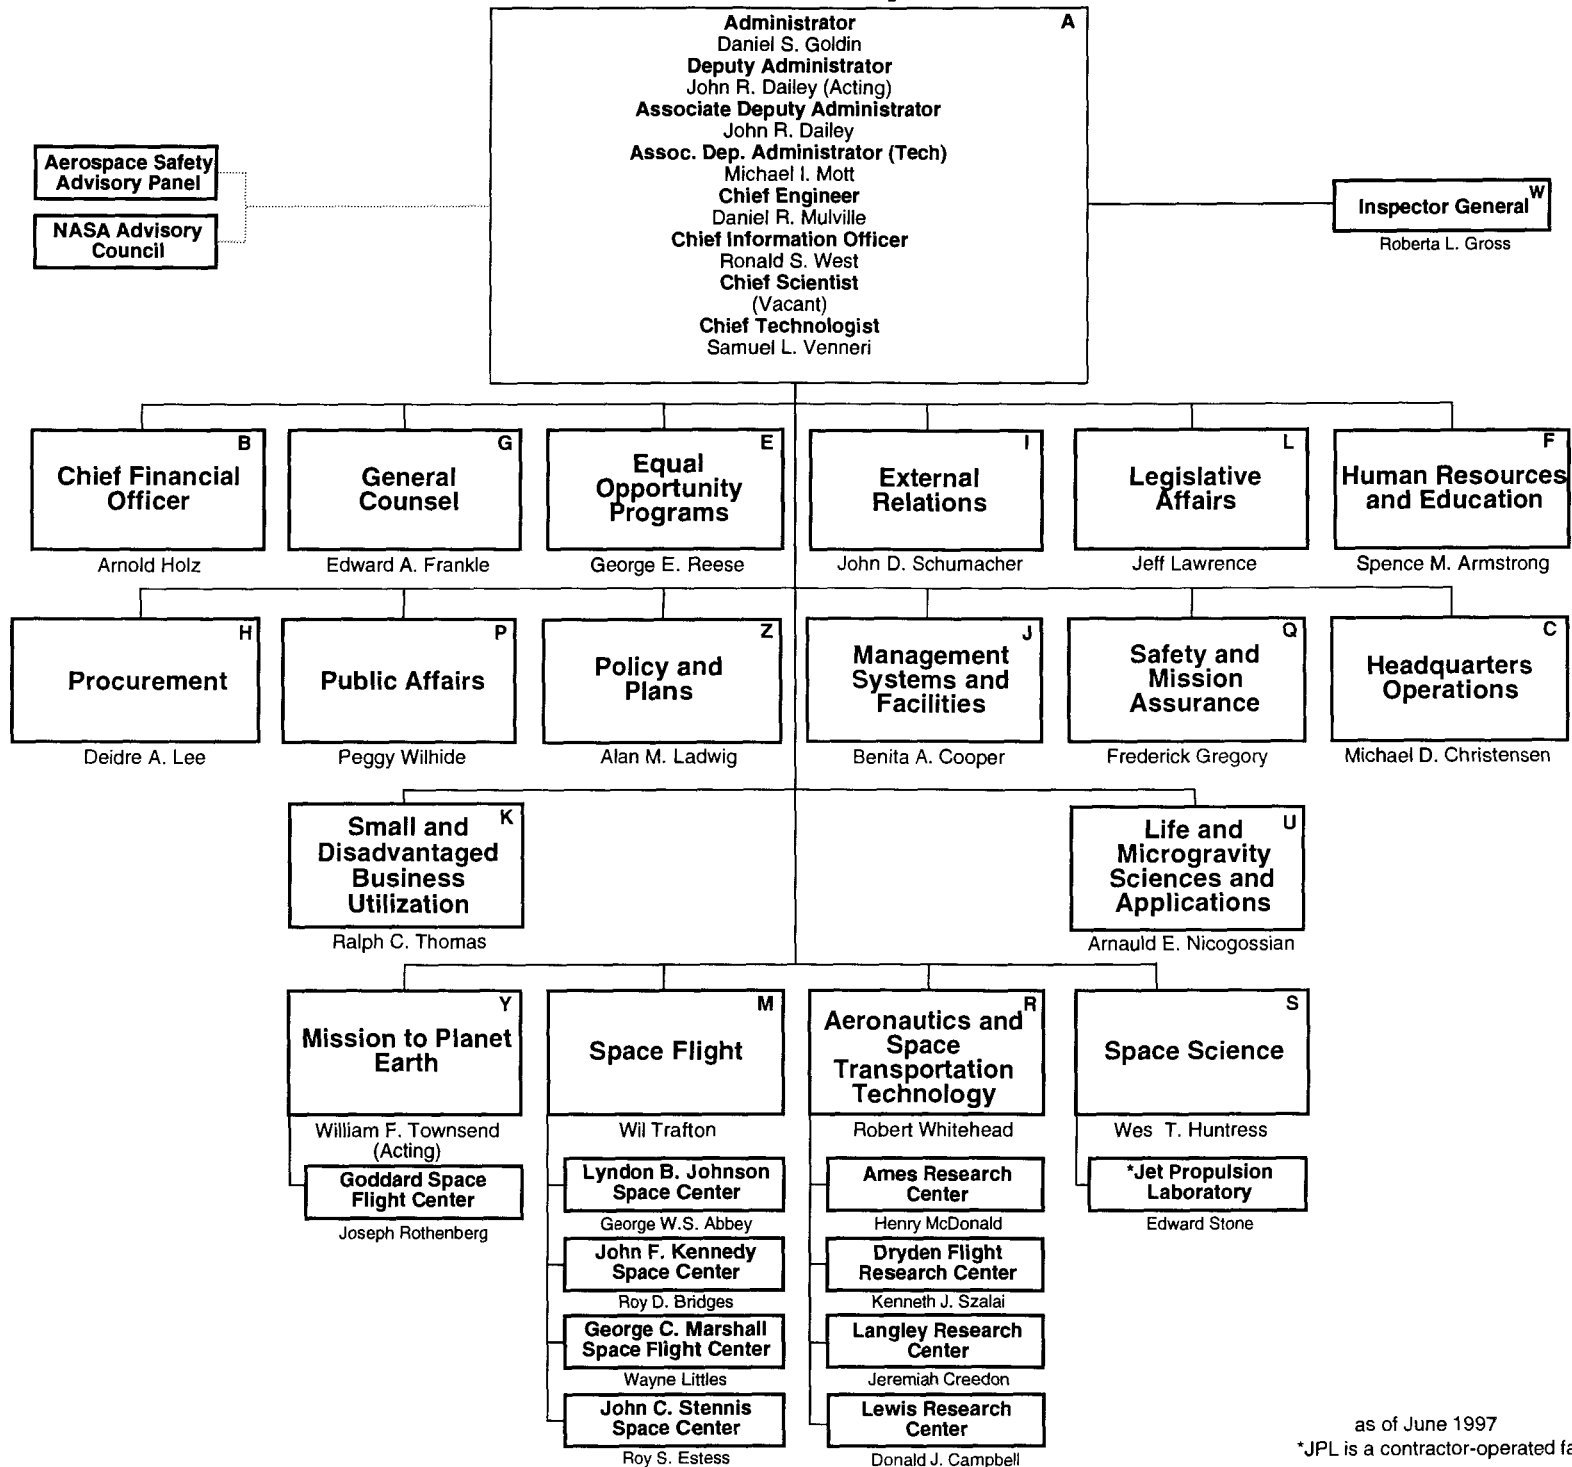 Administrator
A
Daniel S. Goldin
Deputy Administrator
John R. Dailey (Acting)
Associate Deputy Administrator
John R. Dailey
Assoc. Dep. Administrator (Tech)
Michael I. Mott
Chief Engineer
Daniel R. Mulville
Chief Information Officer
Ronald S. West
Chief Scientist
(Vacant)
Chief Technologist
Samuel L. Venneri
Aerospace Safety
Advisory Panel
NASA Advisory
Council
W
Inspector General
Roberta L. Gross
B
Chief Financial
Officer
Arnold Holz
G
General
Counsel
Edward A. Frankle
E
Equal
Opportunity
Programs
George E. Reese
I
External
Relations
John D. Schumacher
L
Legislative
Affairs
Jeff Lawrence
F
Human Resources
and Education
Spence M. Armstrong
H
Procurement
Deidre A. Lee
P
Public Affairs
Peggy Wilhide
Z
Policy and
Plans
Alan M. Ladwig
J
Management
Systems and
Facilities
Benita A. Cooper
Q
Safety and
Mission
Assurance
Frederick Gregory
C
Headquarters
Operations
Michael D. Christensen
K
Small and
Disadvantaged
Business
Utilization
Ralph C. Thomas
U
Life and
Microgravity
Sciences and
Applications
Arnauld E. Nicogossian
Y
Mission to Planet
Earth
William F. Townsend
(Acting)
Goddard Space
Flight Center
Joseph Rothenberg
M
Space Flight
Wil Trafton
Lyndon B. Johnson
Space Center
George W.S. Abbey
John F. Kennedy
Space Center
Roy D. Bridges
George C. Marshall
Space Flight Center
Wayne Littles
John C. Stennis
Space Center
Roy S. Estess
R
Aeronautics and
Space
Transportation
Technology
Robert Whitehead
Ames Research
Center
Henry McDonald
Dryden Flight
Research Center
Kenneth J. Szalai
Langley Research
Center
Jeremiah Creedon
Lewis Research
Center
Donald J. Campbell
S
Space Science
Wes T. Huntress
*Jet Propulsion
Laboratory
Edward Stone
as of June 1997
*JPL is a contractor-operated